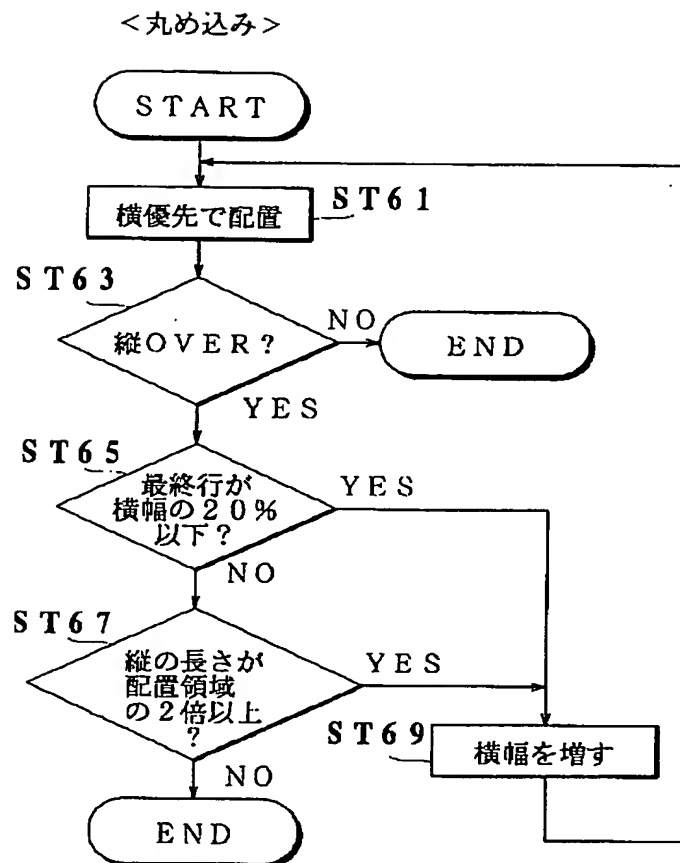 ＜丸め込み＞
ＳＴＡＲＴ
横優先で配置
ＳＴ６１
ＳＴ６３
縦ＯＶＥＲ？
ＮＯ
ＥＮＤ
ＹＥＳ
ＳＴ６５
最終行が
横幅の２０％
以下？
ＹＥＳ
ＮＯ
ＳＴ６７
縦の長さが
配置領域
の２倍以上
？
ＹＥＳ
ＳＴ６９
横幅を増す
ＮＯ
ＥＮＤ